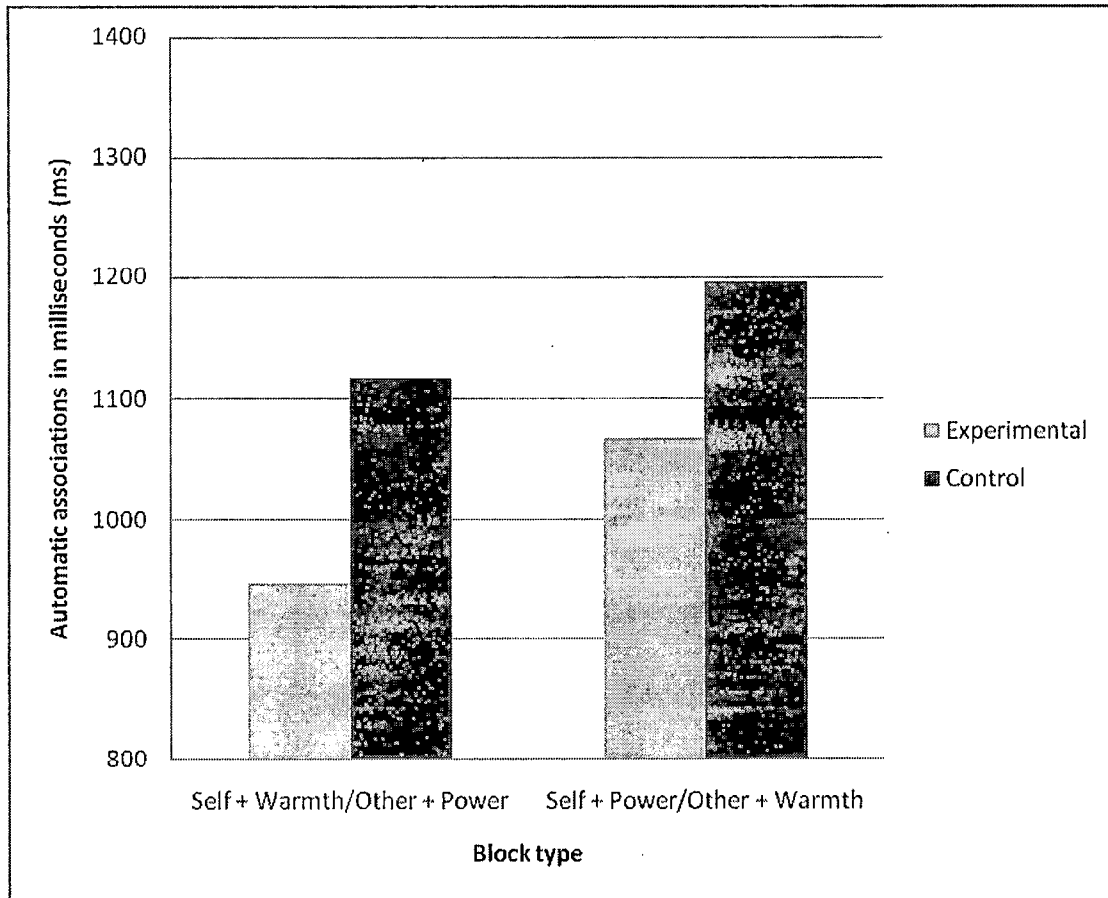 1400
1300
1200
1100
1000
900
800
Automatic associations in milliseconds (ms)
Self + Warmth/Other + Power
Self + Power/Other + Warmth
Block type
Experimental
Control